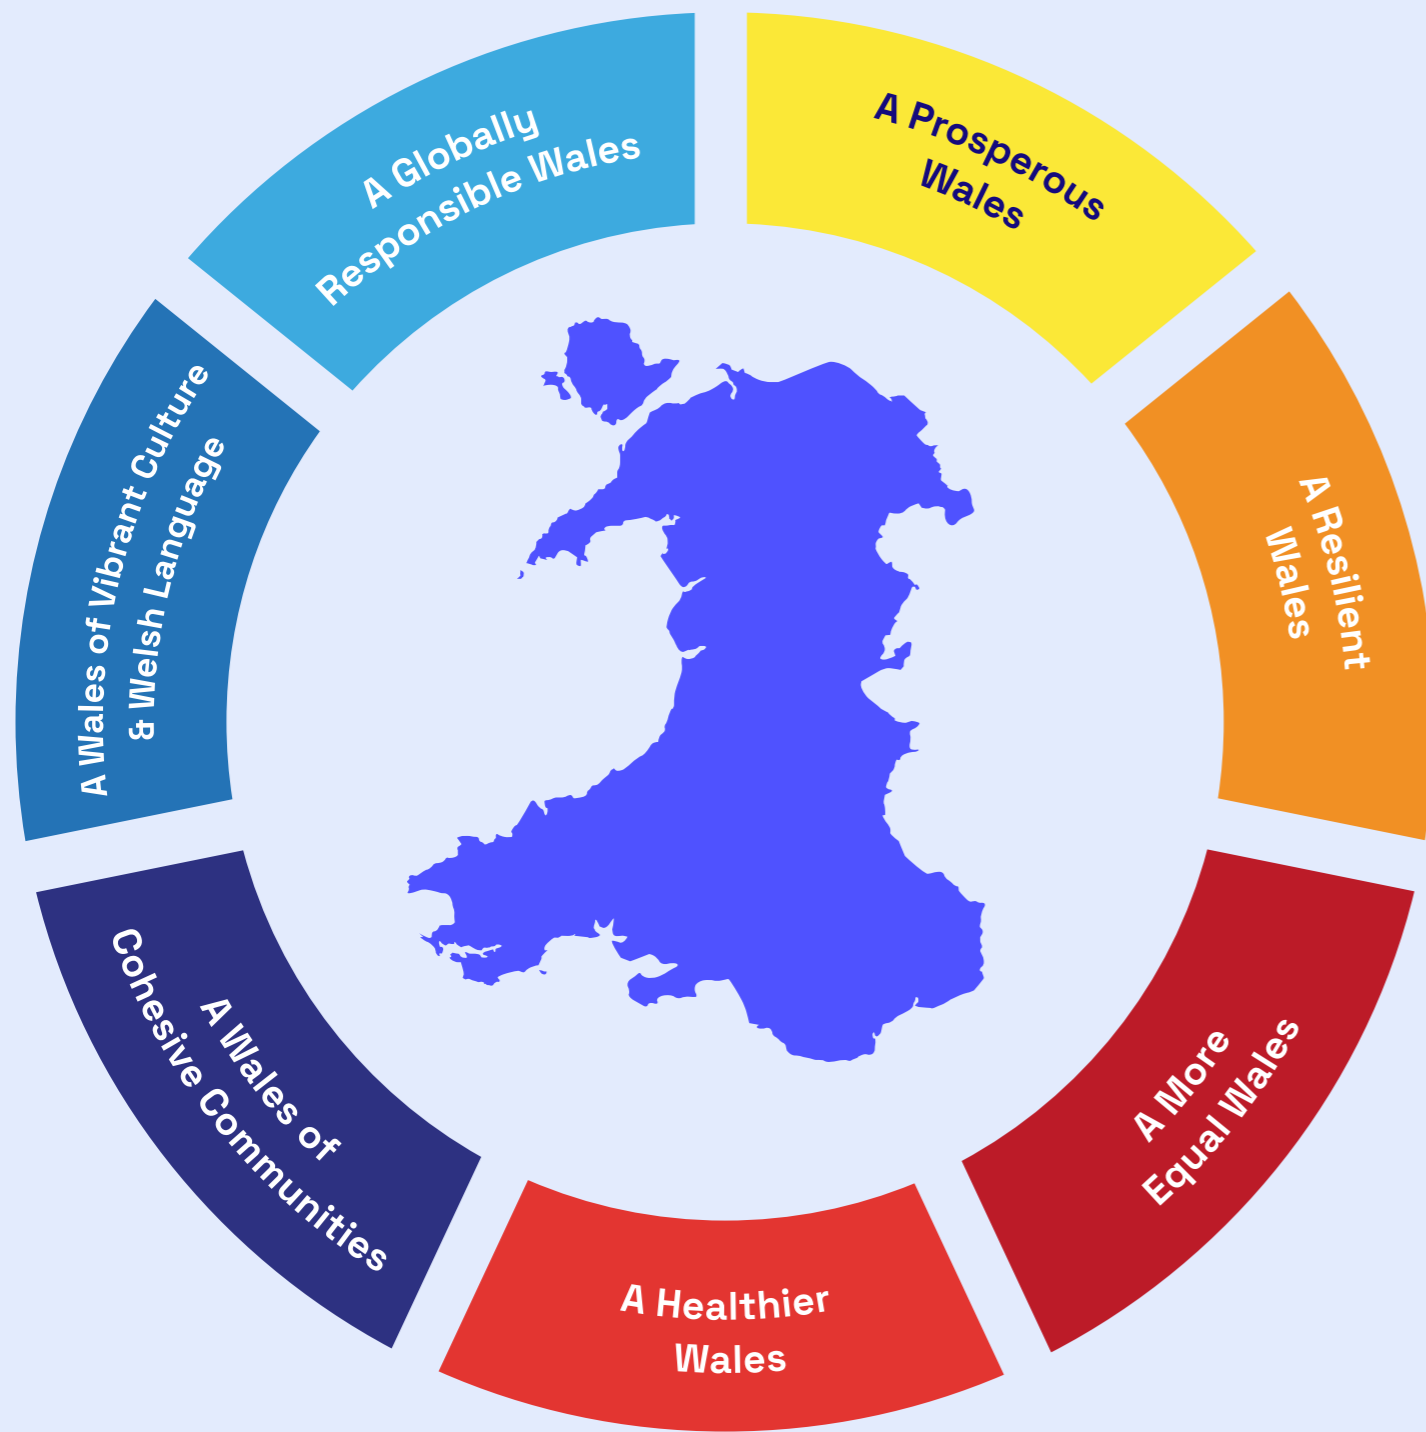 A Prosperous
Wales
A Resilient
Wales
A More
Equal Wales
A Healthier
Wales
A Wales of
Cohesive Communities
A Wales of Vibrant Culture
& Welsh Language
A Globally
Responsible Wales